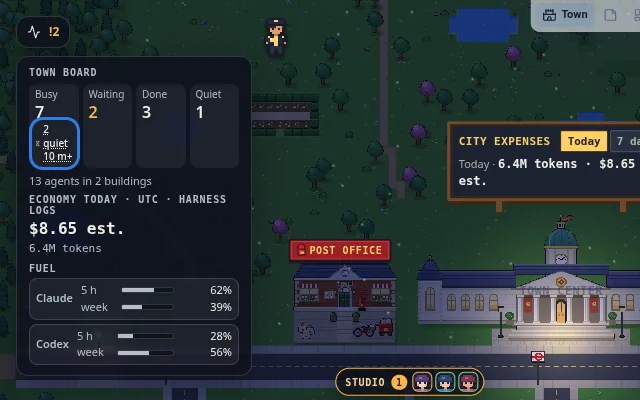 !2
Town
TOWN BOARD
Busy
7
2
quiet
10 m+
Waiting
2
Done
3
Quiet
1
13 agents in 2 buildings
ECONOMY TODAY · UTC · HARNESS
LOGS
$8.65 est.
6.4M tokens
FUEL
Claude
5 h 62%
week 39%
Codex
5 h 28%
week 56%
CITY EXPENSES Today 7 da
Today · 6.4M tokens · $8.65
est.
POST OFFICE
TOWN CENTER
STUDIO 1